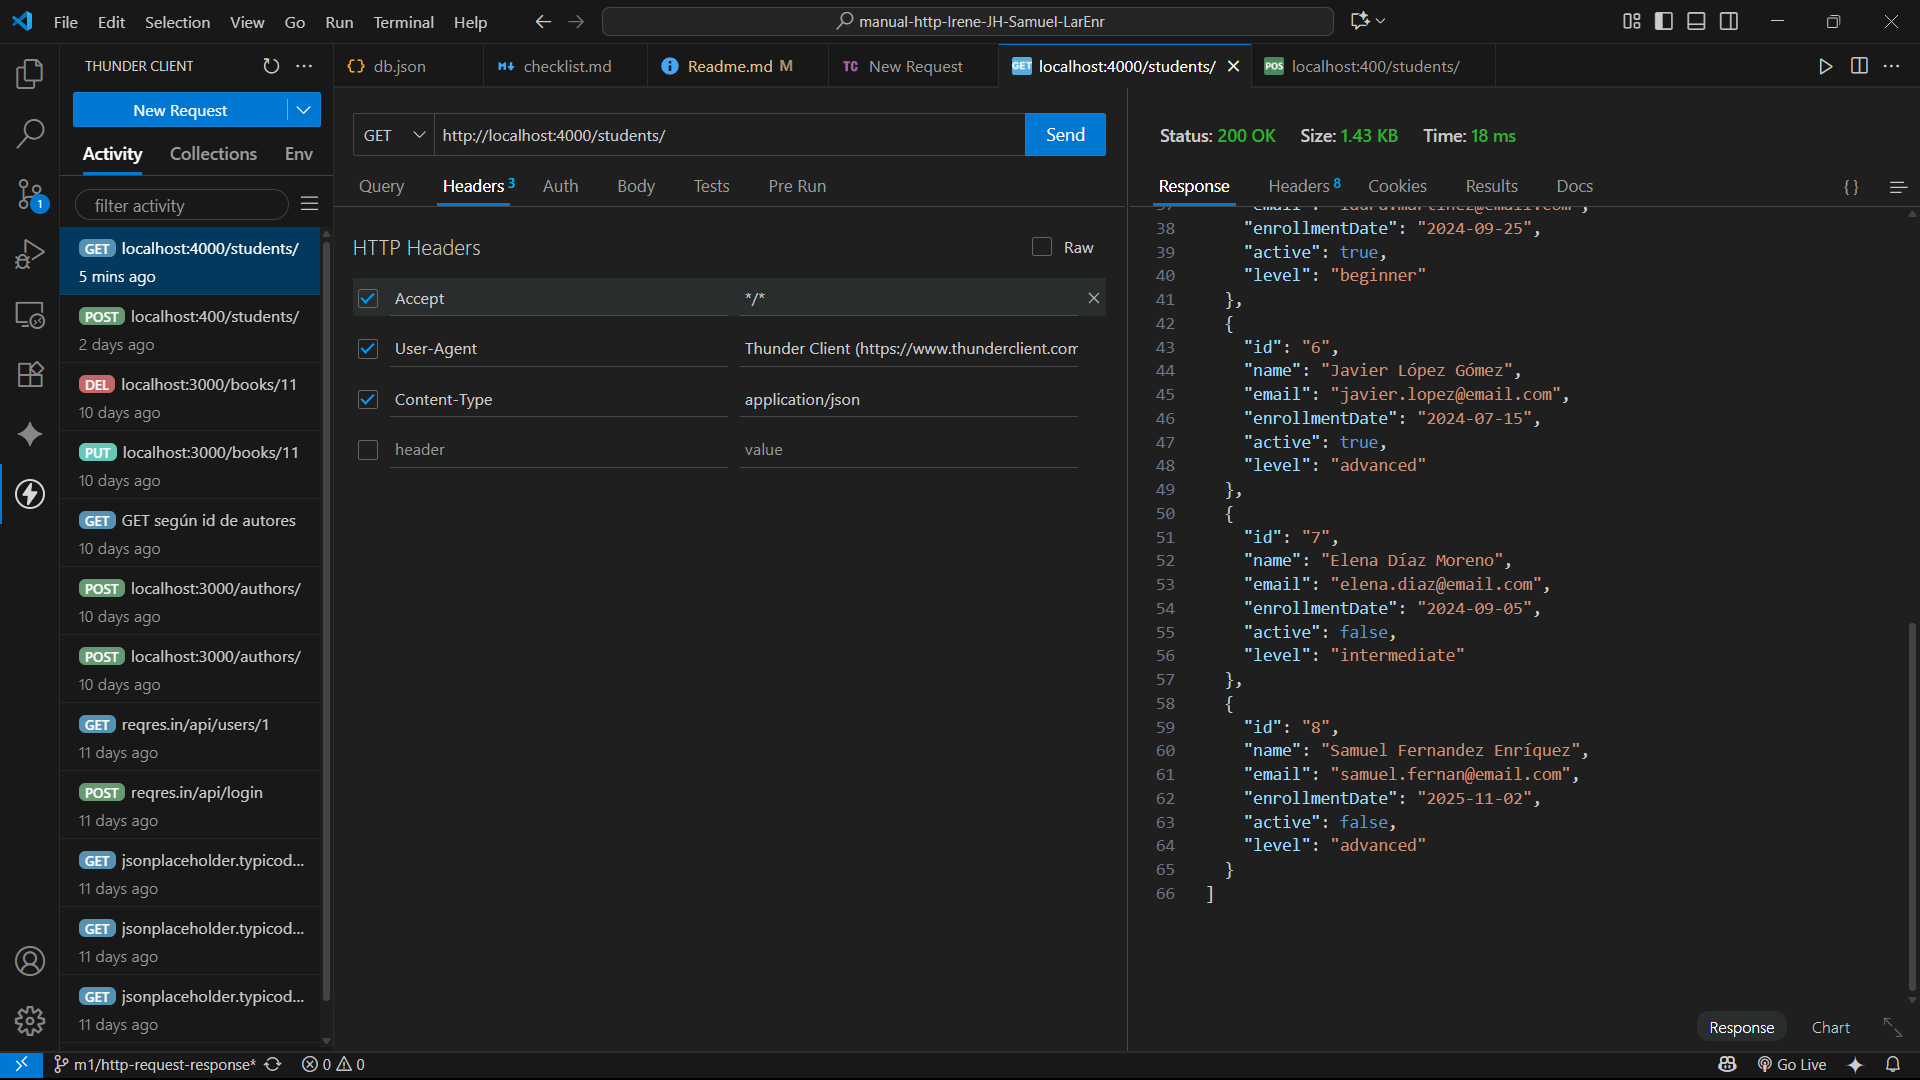 File Edit Selection View Go Run Terminal Help
manual-http-Irene-JH-Samuel-LarEnr
THUNDER CLIENT
New Request
Activity Collections Env
filter activity
GET localhost:4000/students/
5 mins ago
POST localhost:400/students/
2 days ago
DEL localhost:3000/books/11
10 days ago
PUT localhost:3000/books/11
10 days ago
GET GET según id de autores
10 days ago
POST localhost:3000/authors/
10 days ago
POST localhost:3000/authors/
10 days ago
GET reqres.in/api/users/1
11 days ago
POST reqres.in/api/login
11 days ago
GET jsonplaceholder.typicod...
11 days ago
GET jsonplaceholder.typicod...
11 days ago
GET jsonplaceholder.typicod...
11 days ago
{} db.json
M↓ checklist.md
Readme.md M
TC New Request
GET localhost:4000/students/
POS localhost:400/students/
GET http://localhost:4000/students/ Send
Query Headers 3 Auth Body Tests Pre Run
HTTP Headers Raw
Accept */*
User-Agent Thunder Client (https://www.thunderclient.com
Content-Type application/json
header value
Status: 200 OK Size: 1.43 KB Time: 18 ms
Response Headers 8 Cookies Results Docs {}
37 "email": "laura.martinez@email.com",
38 "enrollmentDate": "2024-09-25",
39 "active": true,
40 "level": "beginner"
41 },
42 {
43 "id": "6",
44 "name": "Javier López Gómez",
45 "email": "javier.lopez@email.com",
46 "enrollmentDate": "2024-07-15",
47 "active": true,
48 "level": "advanced"
49 },
50 {
51 "id": "7",
52 "name": "Elena Díaz Moreno",
53 "email": "elena.diaz@email.com",
54 "enrollmentDate": "2024-09-05",
55 "active": false,
56 "level": "intermediate"
57 },
58 {
59 "id": "8",
60 "name": "Samuel Fernandez Enríquez",
61 "email": "samuel.fernan@email.com",
62 "enrollmentDate": "2025-11-02",
63 "active": false,
64 "level": "advanced"
65 }
66 ]
Response Chart
1
m1/http-request-response* 0 0
Go Live